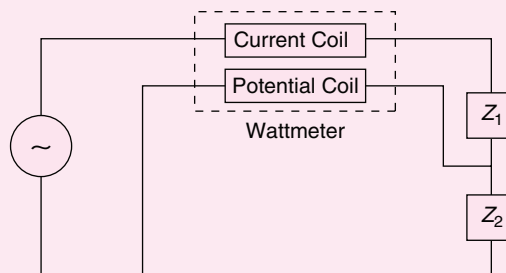 Current Coil
Potential Coil
Wattmeter
~
Z1
Z2